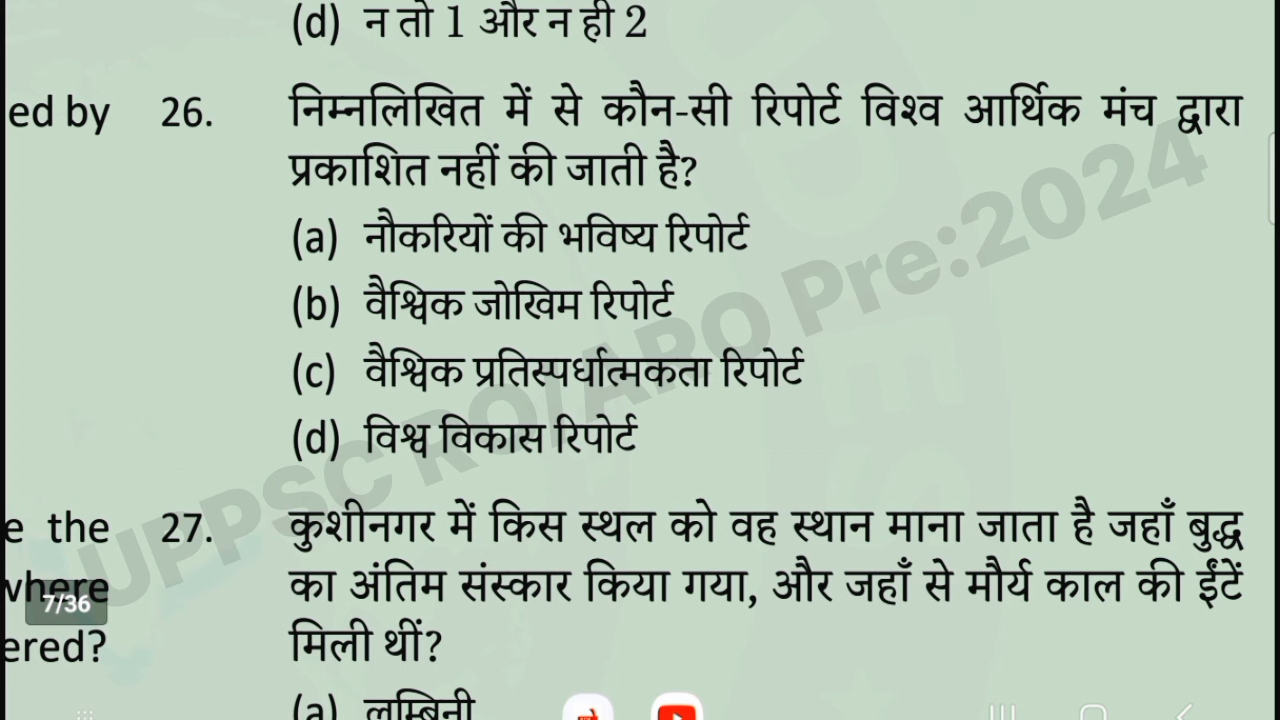 (d) न तो 1 और न ही 2
ed by
26. निम्नलिखित में से कौन-सी रिपोर्ट विश्व आर्थिक मंच द्वारा
प्रकाशित नहीं की जाती है?
(a) नौकरियों की भविष्य रिपोर्ट
(b) वैश्विक जोखिम रिपोर्ट
(c) वैश्विक प्रतिस्पर्धात्मकता रिपोर्ट
(d) विश्व विकास रिपोर्ट
UPPSC RO/ARO Pre:2024
e the
27. कुशीनगर में किस स्थल को वह स्थान माना जाता है जहाँ बुद्ध
where
का अंतिम संस्कार किया गया, और जहाँ से मौर्य काल की ईंटें
7/36
ered?
मिली थीं?
(a) लुम्बिनी